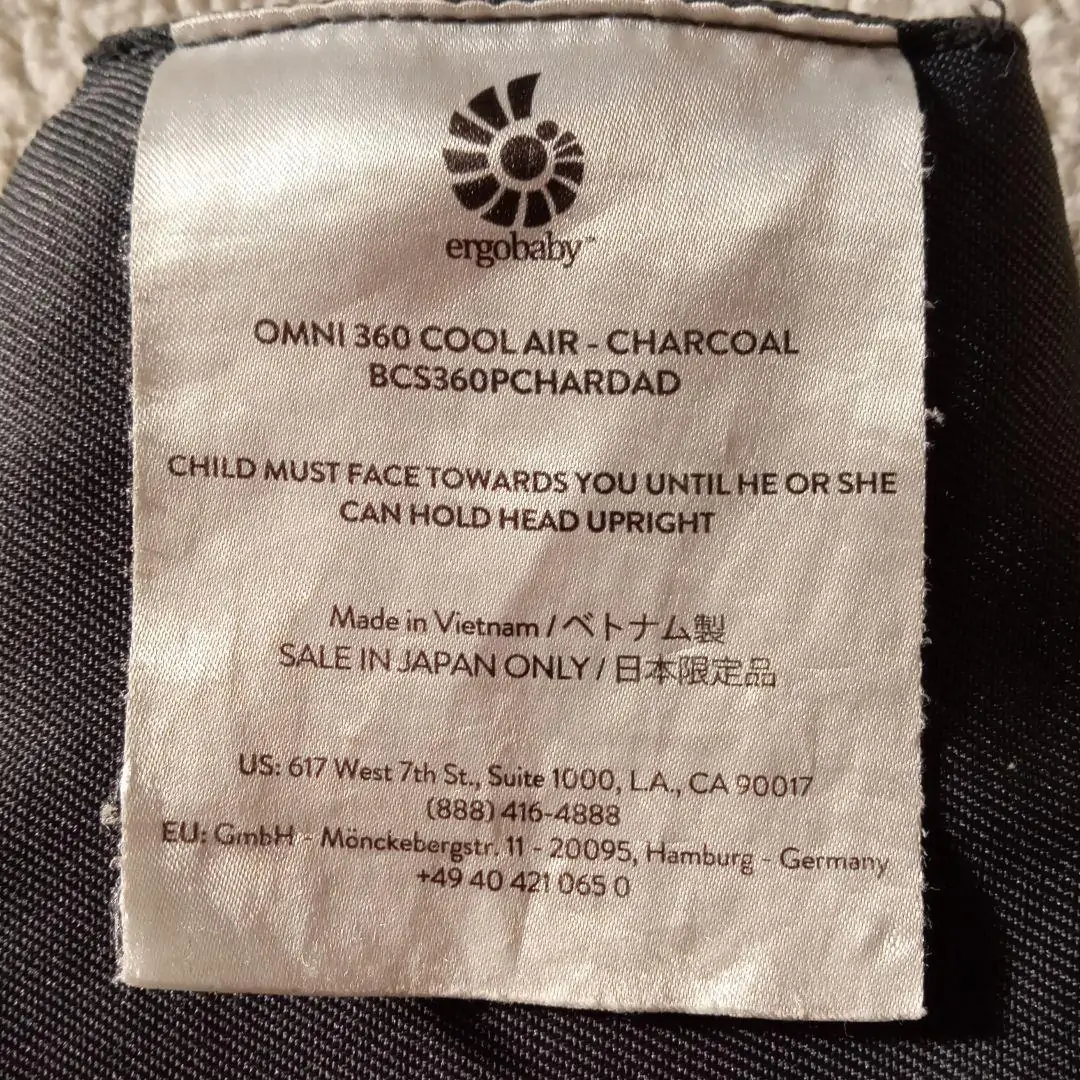 ergobaby™
OMNI 360 COOL AIR - CHARCOAL
BCS360PCHARDAD
CHILD MUST FACE TOWARDS YOU UNTIL HE OR SHE
CAN HOLD HEAD UPRIGHT
Made in Vietnam / ベトナム製
SALE IN JAPAN ONLY / 日本限定品
US: 617 West 7th St., Suite 1000, L.A., CA 90017
(888) 416-4888
EU: GmbH - Mönckebergstr. 11 - 20095, Hamburg - Germany
+49 40 421 065 0